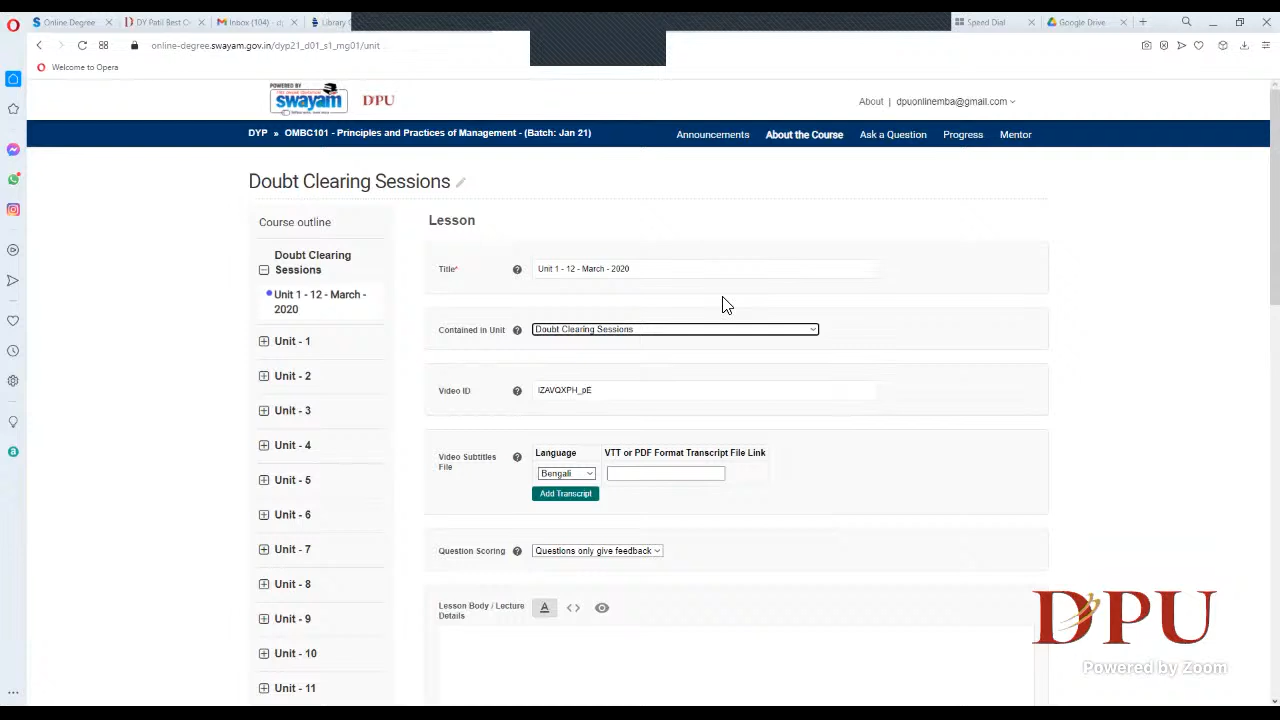 Online Degree
DY Patil Best C
Inbox (104) - d
Library
Speed Dial
Google Drive
online-degree.swayam.gov.in/dyp21_d01_s1_mg01/unit
Welcome to Opera
POWERED BY
swayam
DPU
About | dpuonlinemba@gmail.com
DYP » OMBC101 - Principles and Practices of Management - (Batch: Jan 21)
Announcements
About the Course
Ask a Question
Progress
Mentor
Doubt Clearing Sessions
Course outline
Doubt Clearing
Sessions
Unit 1 - 12 - March -
2020
Unit - 1
Unit - 2
Unit - 3
Unit - 4
Unit - 5
Unit - 6
Unit - 7
Unit - 8
Unit - 9
Unit - 10
Unit - 11
Lesson
Title*
Unit 1 - 12 - March - 2020
Contained in Unit
Doubt Clearing Sessions
Video ID
IZAVQXPH_pE
Video Subtitles
File
Language
VTT or PDF Format Transcript File Link
Bengali
Add Transcript
Question Scoring
Questions only give feedback
Lesson Body / Lecture
Details
DPU
Powered by Zoom